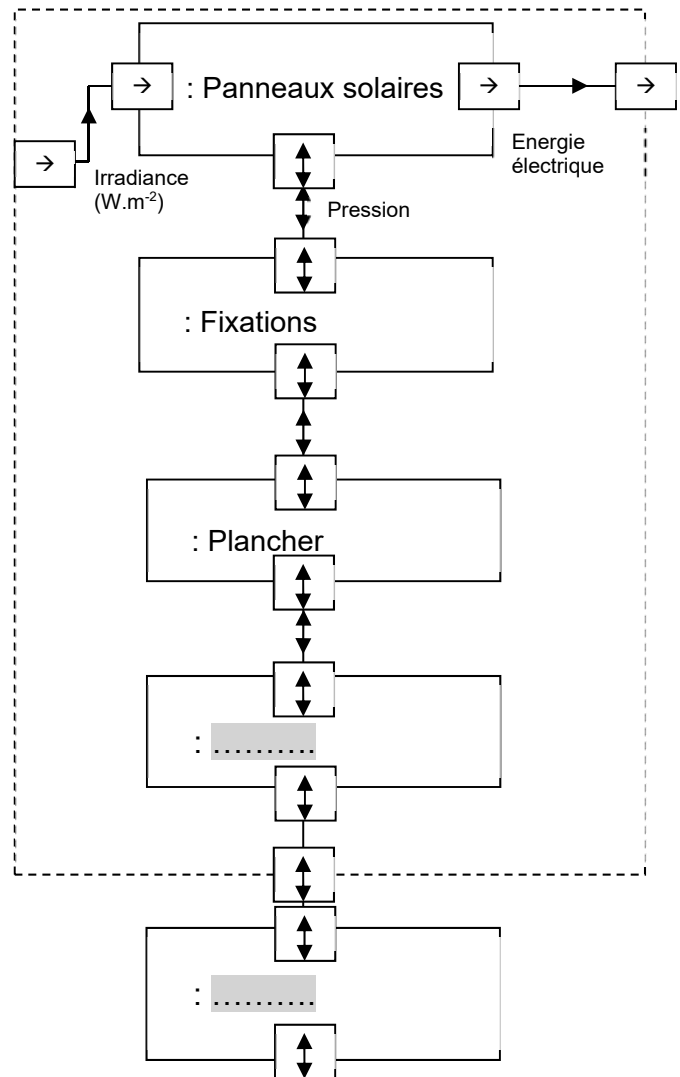 : Panneaux solaires
Energie
électrique
Irradiance
(W.m-2)
Pression
: Fixations
: Plancher
: ..........
: ..........